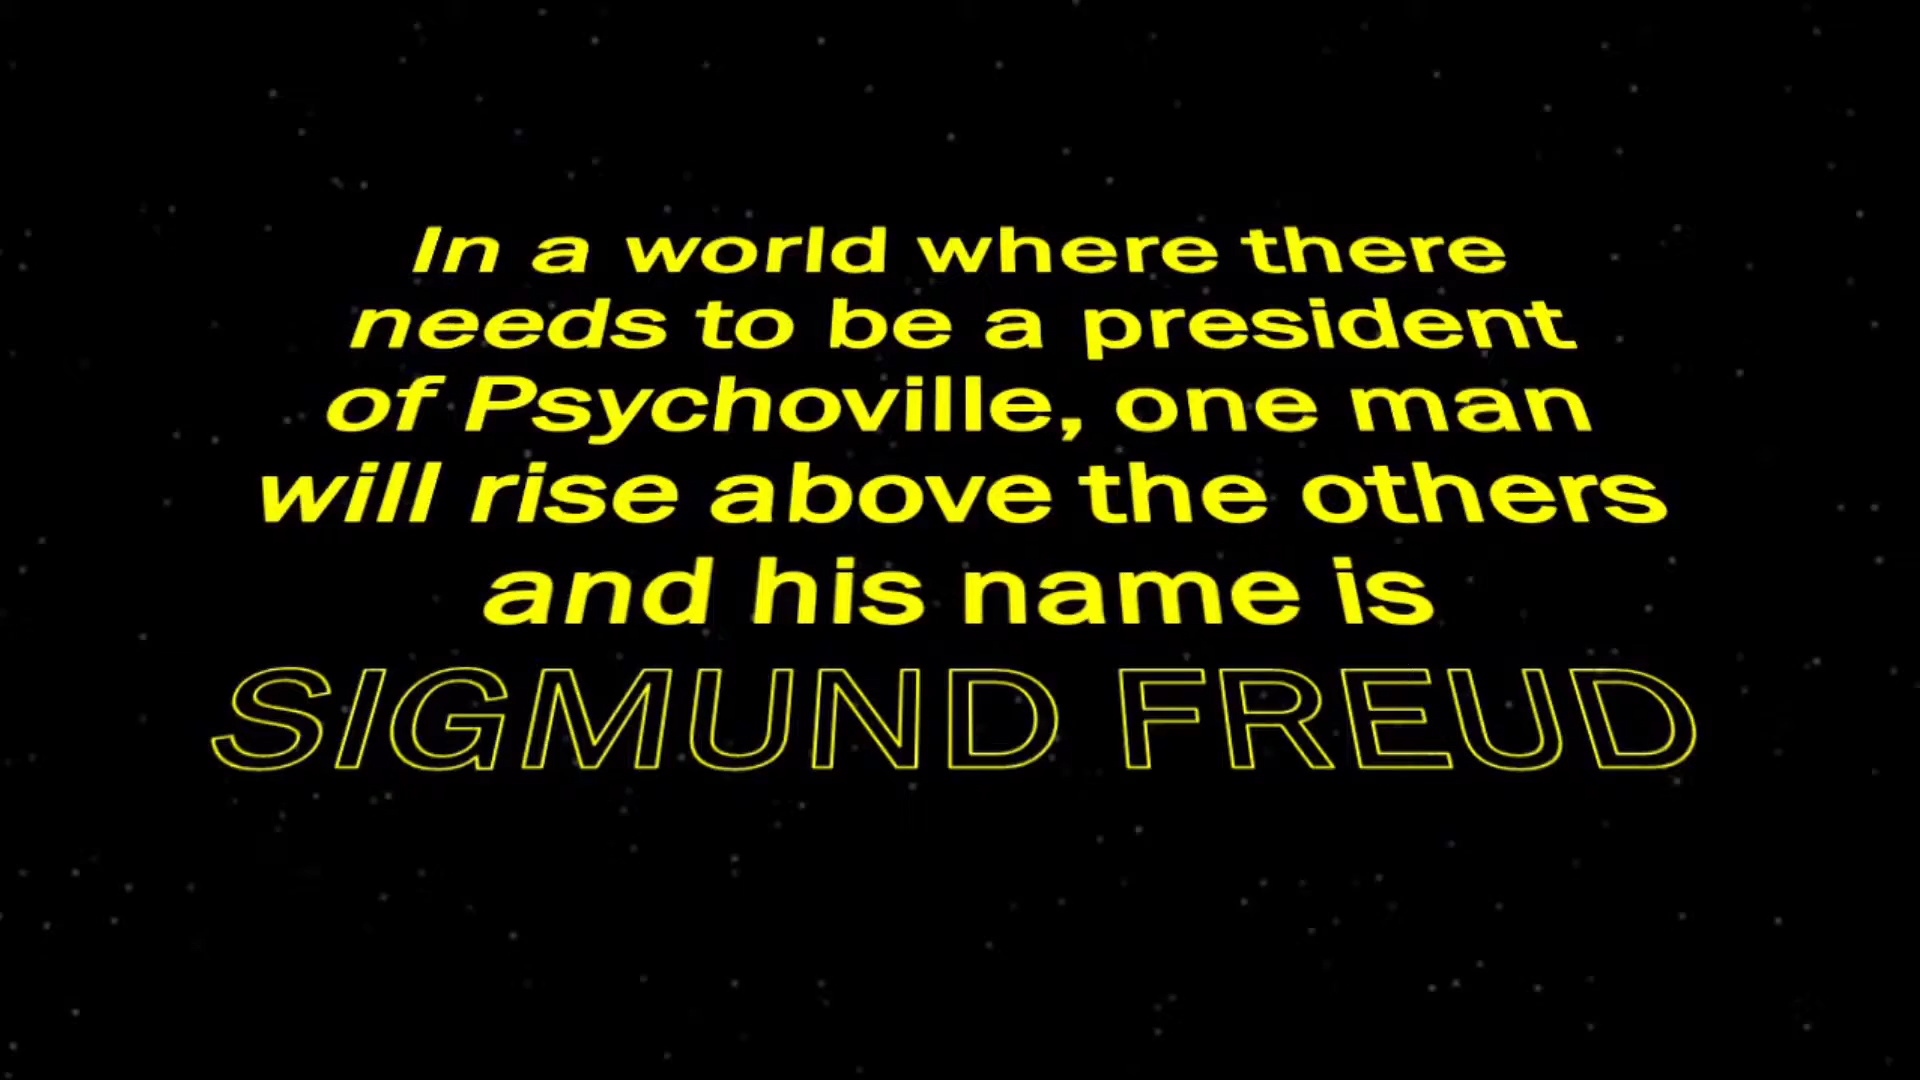 In a world where there
needs to be a president
of Psychoville, one man
will rise above the others
and his name is
SIGMUND FREUD